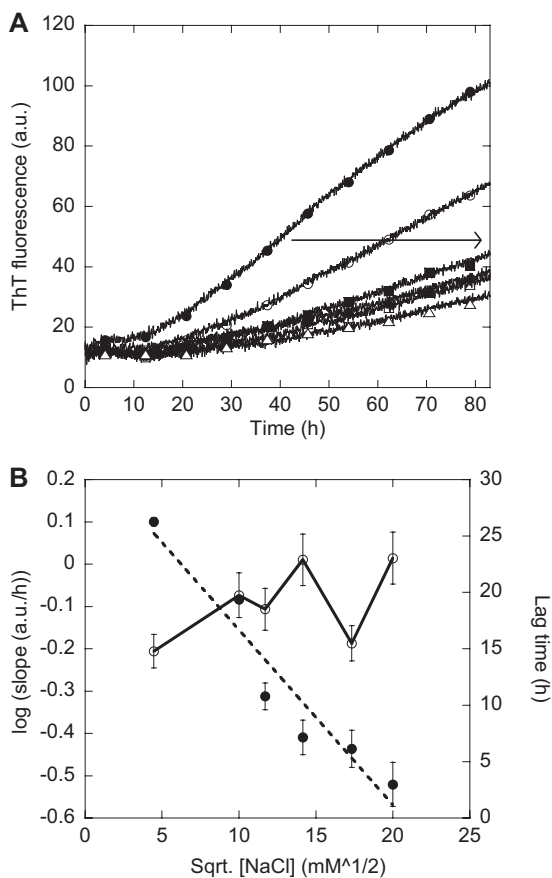 A
120
100
80
60
40
20
0
ThT fluorescence (a.u.)
0 10 20 30 40 50 60 70 80
Time (h)
B
0.2
0.1
0
-0.1
-0.2
-0.3
-0.4
-0.5
-0.6
log (slope (a.u./h))
30
25
20
15
10
5
0
Lag time (h)
0 5 10 15 20 25
Sqrt. [NaCl] (mM^1/2)